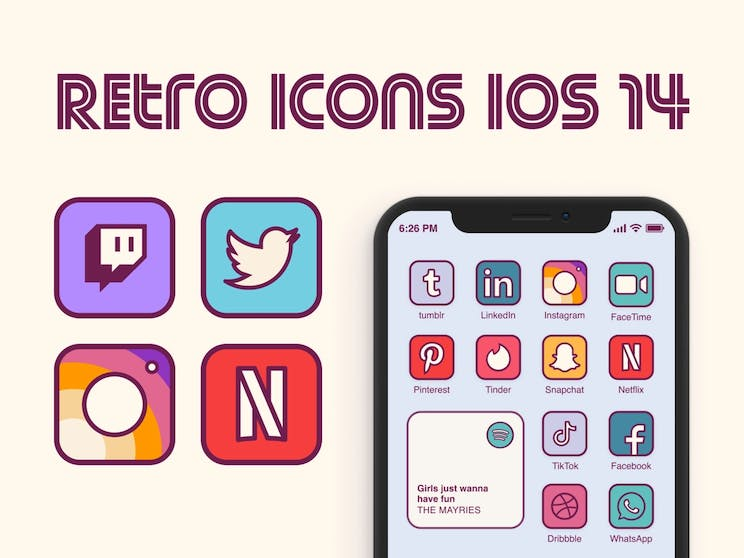 RETRO ICONS IOS 14
6:26 PM
t in
tumblr LinkedIn Instagram FaceTime
N N
Pinterest Tinder Snapchat Netflix
f
TikTok Facebook
Girls just wanna
have fun
THE MAYRIES
Dribbble WhatsApp